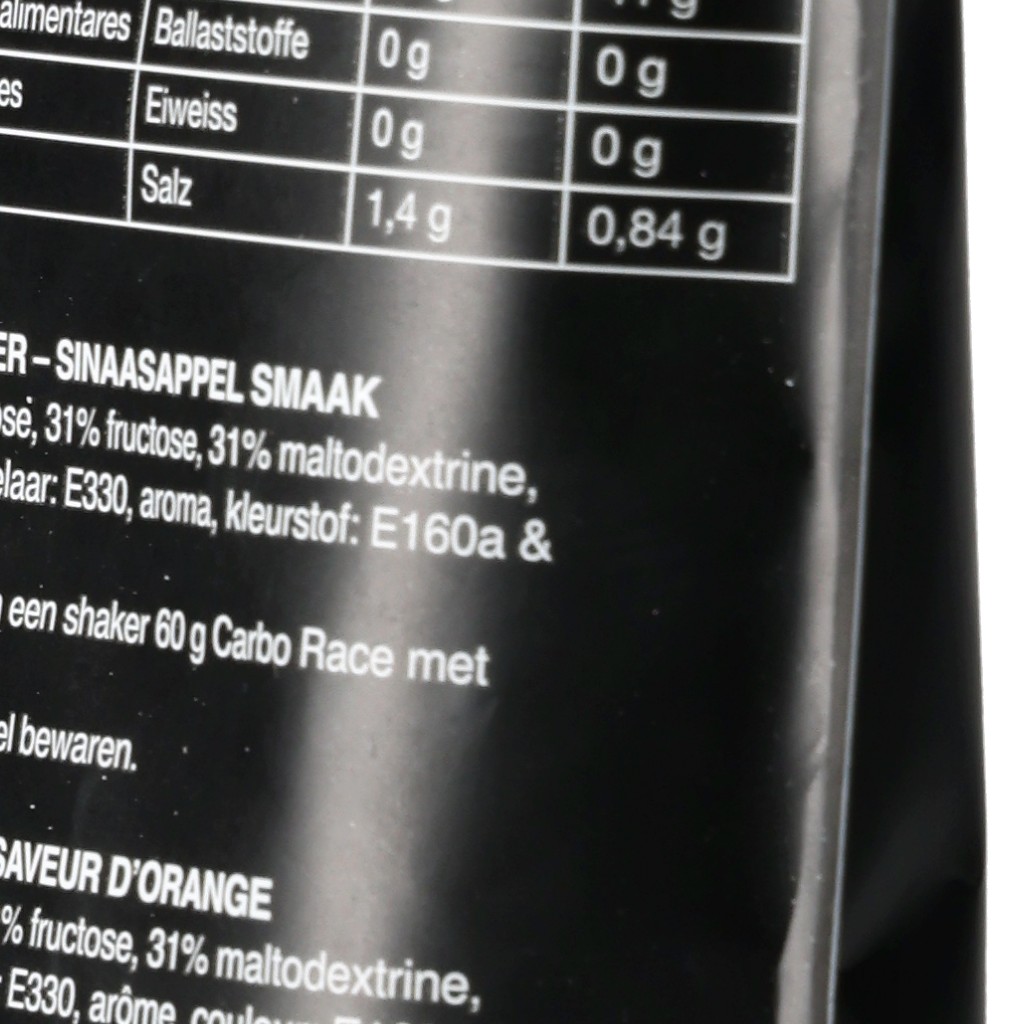 alimentares Ballaststoffe 0 g 0 g
es Eiweiss 0 g 0 g
Salz 1,4 g 0,84 g
ER – SINAASAPPEL SMAAK
ose, 31% fructose, 31% maltodextrine,
elaar: E330, aroma, kleurstof: E160a &
een shaker 60 g Carbo Race met
el bewaren.
SAVEUR D'ORANGE
% fructose, 31% maltodextrine,
E330, arôme,